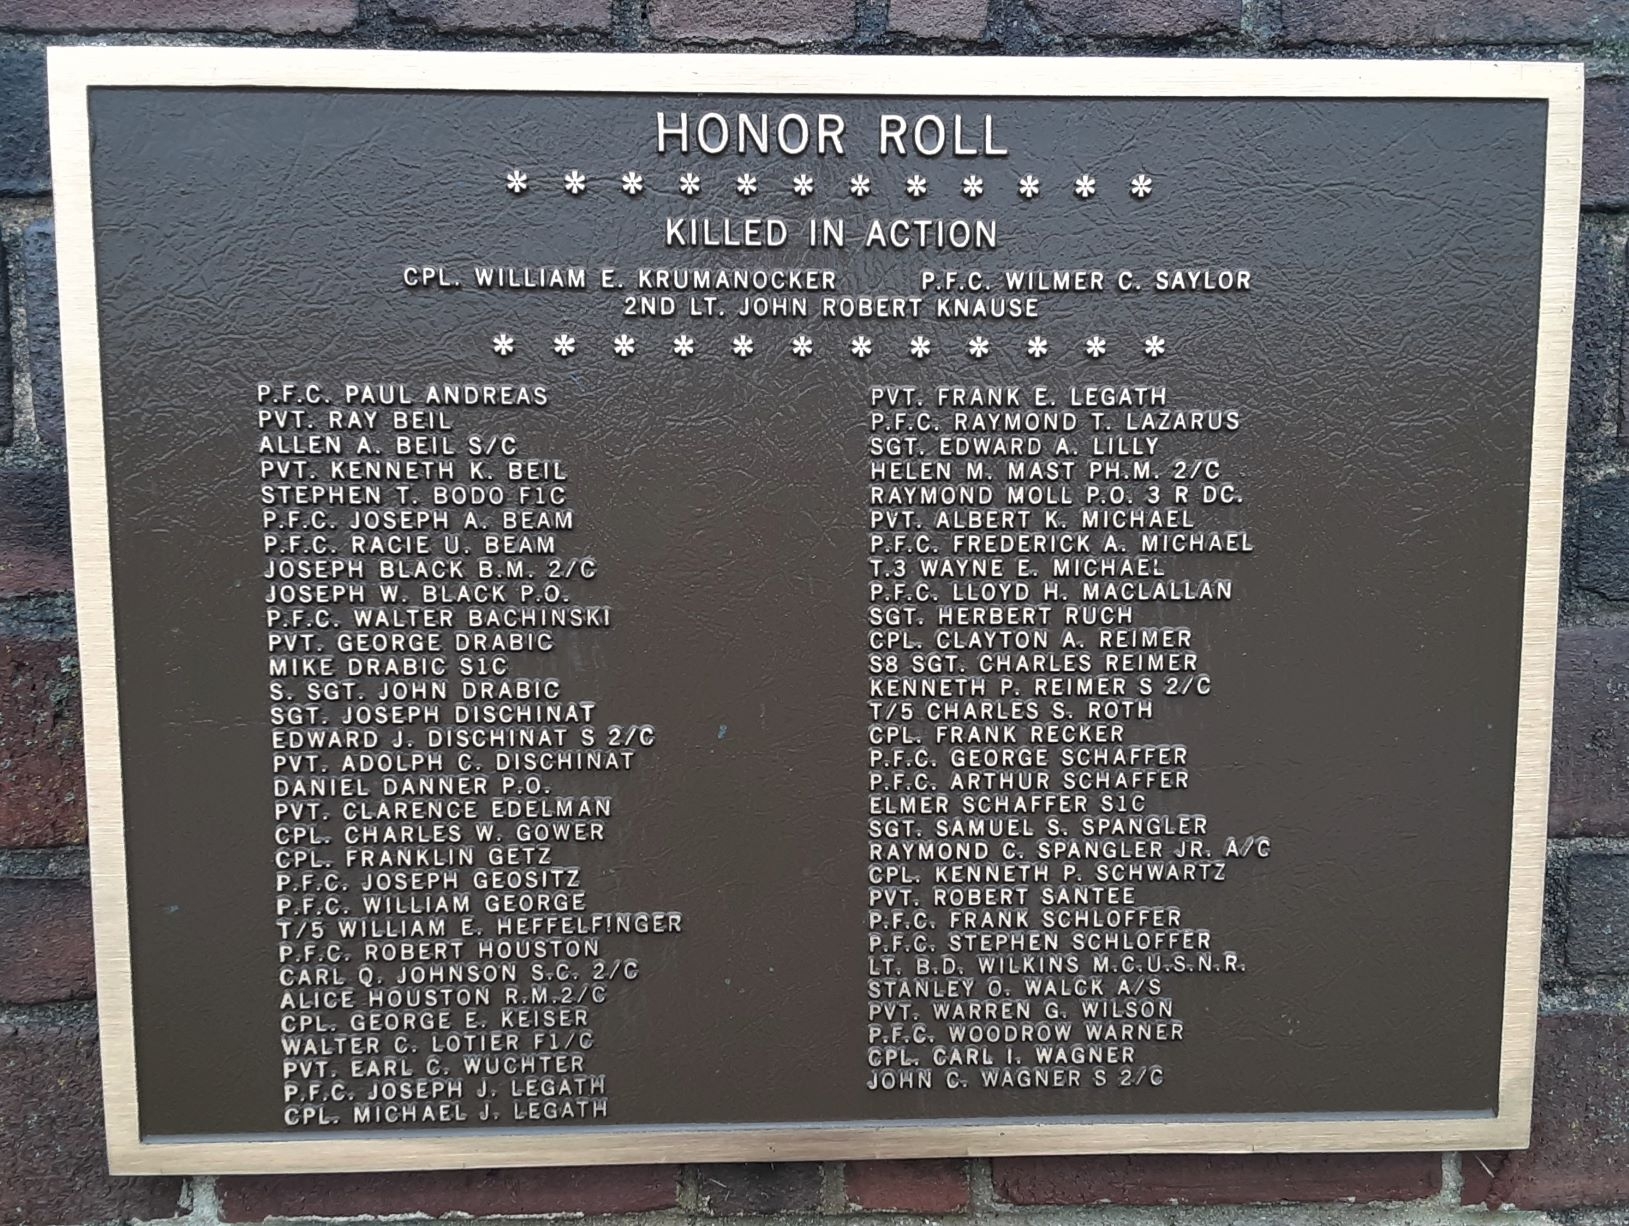 HONOR ROLL
* * * * * * * * * * * *
KILLED IN ACTION
CPL. WILLIAM E. KRUMANOCKER P.F.C. WILMER C. SAYLOR
2ND LT. JOHN ROBERT KNAUSE
* * * * * * * * * * * *
P.F.C. PAUL ANDREAS
PVT. RAY BEIL
ALLEN A. BEIL S/C
PVT. KENNETH K. BEIL
STEPHEN T. BODO F1C
P.F.C. JOSEPH A. BEAM
P.F.C. RACIE U. BEAM
JOSEPH BLACK B.M. 2/C
JOSEPH W. BLACK P.O.
P.F.C. WALTER BACHINSKI
PVT. GEORGE DRABIC
MIKE DRABIC S1C
S. SGT. JOHN DRABIC
SGT. JOSEPH DISCHINAT
EDWARD J. DISCHINAT S 2/C
PVT. ADOLPH C. DISCHINAT
DANIEL DANNER P.O.
PVT. CLARENCE EDELMAN
CPL. CHARLES W. GOWER
CPL. FRANKLIN GETZ
P.F.C. JOSEPH GEOSITZ
P.F.C. WILLIAM GEORGE
T/5 WILLIAM E. HEFFELFINGER
P.F.C. ROBERT HOUSTON
CARL Q. JOHNSON S.C. 2/C
ALICE HOUSTON R.M.2/C
CPL. GEORGE E. KEISER
WALTER C. LOTIER F1/C
PVT. EARL C. WUCHTER
P.F.C. JOSEPH J. LEGATH
CPL. MICHAEL J. LEGATH
PVT. FRANK E. LEGATH
P.F.C. RAYMOND T. LAZARUS
SGT. EDWARD A. LILLY
HELEN M. MAST PH.M. 2/C
RAYMOND MOLL P.O. 3 R DC.
PVT. ALBERT K. MICHAEL
P.F.C. FREDERICK A. MICHAEL
T.3 WAYNE E. MICHAEL
P.F.C. LLOYD H. MACLALLAN
SGT. HERBERT RUCH
CPL. CLAYTON A. REIMER
S8 SGT. CHARLES REIMER
KENNETH P. REIMER S 2/C
T/5 CHARLES S. ROTH
CPL. FRANK RECKER
P.F.C. GEORGE SCHAFFER
P.F.C. ARTHUR SCHAFFER
ELMER SCHAFFER S1C
SGT. SAMUEL S. SPANGLER
RAYMOND C. SPANGLER JR. A/C
CPL. KENNETH P. SCHWARTZ
PVT. ROBERT SANTEE
P.F.C. FRANK SCHLOFFER
P.F.C. STEPHEN SCHLOFFER
LT. B.D. WILKINS M.C.U.S.N.R.
STANLEY O. WALCK A/S
PVT. WARREN G. WILSON
P.F.C. WOODROW WARNER
CPL. CARL I. WAGNER
JOHN C. WAGNER S 2/C